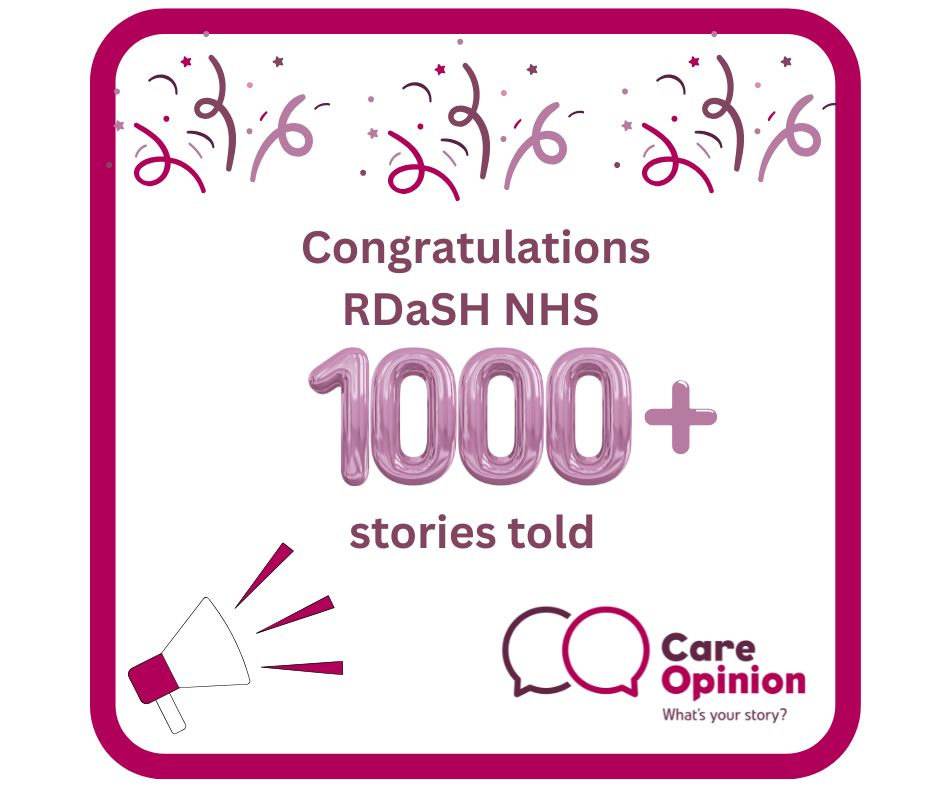 Congratulations
RDaSH NHS
1000+
stories told
Care
Opinion
What's your story?